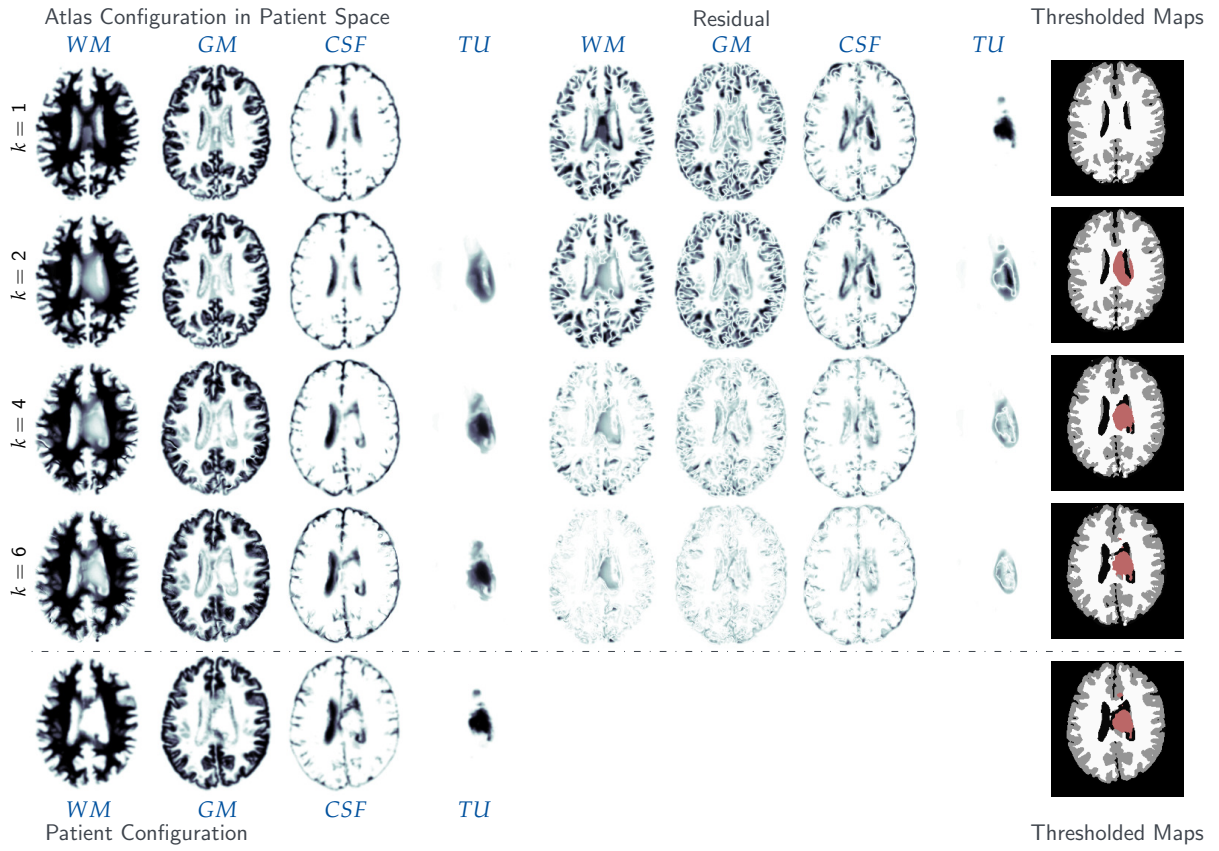 Atlas Configuration in Patient Space Residual Thresholded Maps
WM GM CSF TU WM GM CSF TU
k = 1
k = 2
k = 4
k = 6
WM GM CSF TU
Patient Configuration Thresholded Maps